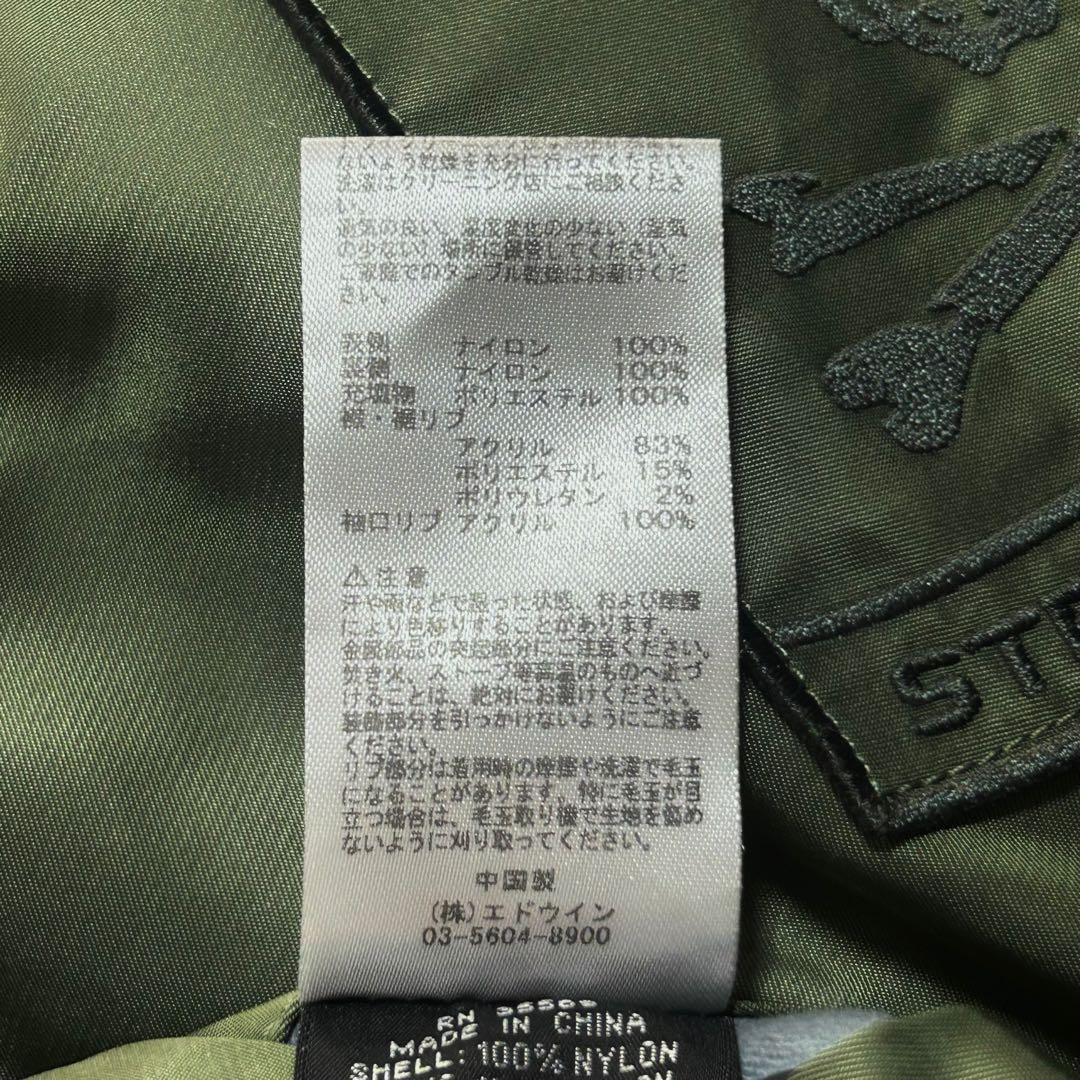 ないよう乾燥を充分に行ってください。
洗濯はクリーニング店にご相談くださ
い。
湿気の良い、温度変化の少ない（湿気
の少ない）場所に保管してください。
ご家庭でのタンブル乾燥はお避けくだ
さい。
表側 ナイロン 100%
裏側 ナイロン 100%
充填物 ポリエステル 100%
衿・裾リブ
アクリル 83%
ポリエステル 15%
ポリウレタン 2%
袖口リブ アクリル 100%
⚠注意
汗や雨などで湿った状態、および摩擦
により色移りすることがあります。
金属部品の突起部分にご注意ください。
焚き火、ストーブ等高温のものへ近づ
けることは、絶対にお避けください。
装飾部分を引っかけないようにご注意
ください。
リブ部分は着用時の摩擦や洗濯で毛玉
になることがあります。特に毛玉が目
立つ場合は、毛玉取り機で生地を傷め
ないように刈り取ってください。
中国製
(株)エドウイン
03-5604-8900
RN
MADE IN CHINA
SHELL: 100% NYLON
ST